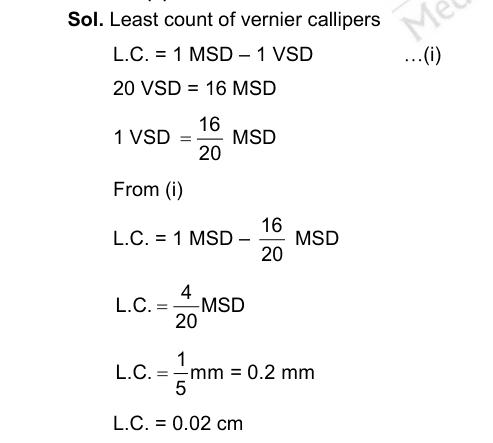 Sol. Least count of vernier callipers
L.C. = 1 MSD – 1 VSD ...(i)
20 VSD = 16 MSD
1 VSD = 16/20 MSD
From (i)
L.C. = 1 MSD – 16/20 MSD
L.C. = 4/20 MSD
L.C. = 1/5 mm = 0.2 mm
L.C. = 0.02 cm